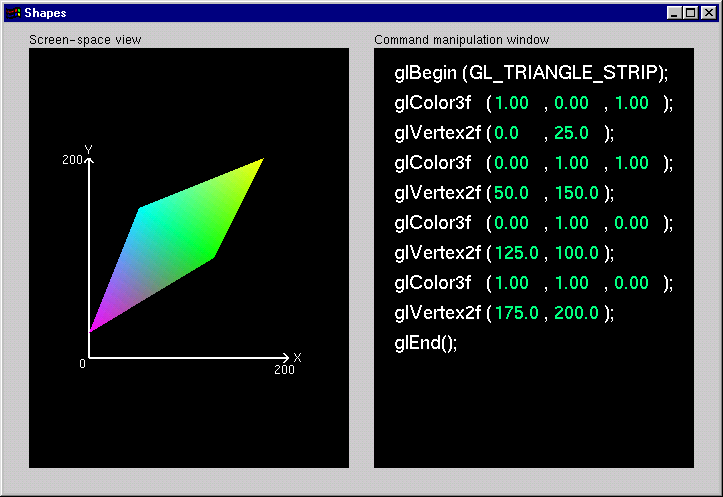 Shapes
Screen-space view
Y
200
0
X
200
Command manipulation window
glBegin (GL_TRIANGLE_STRIP);
glColor3f (1.00 , 0.00 , 1.00 );
glVertex2f (0.0 , 25.0 );
glColor3f (0.00 , 1.00 , 1.00 );
glVertex2f (50.0 , 150.0 );
glColor3f (0.00 , 1.00 , 0.00 );
glVertex2f (125.0 , 100.0 );
glColor3f (1.00 , 1.00 , 0.00 );
glVertex2f (175.0 , 200.0 );
glEnd();